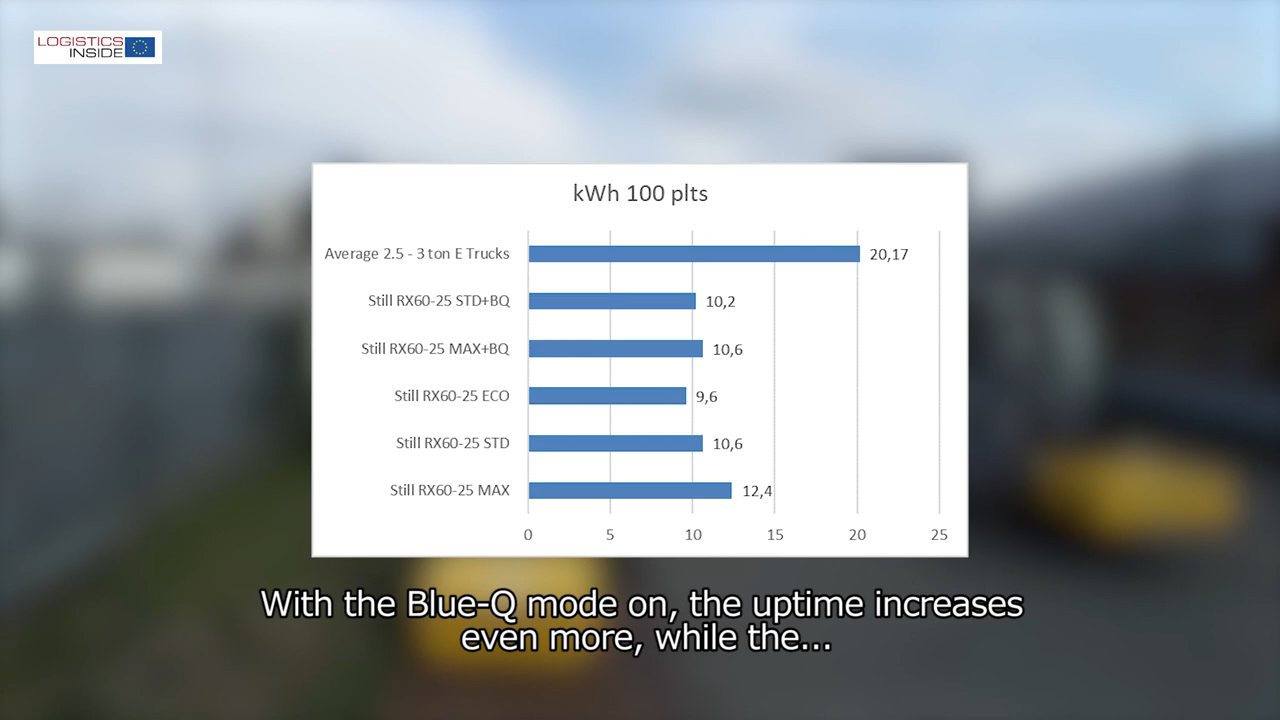 LOGISTICS
INSIDE
kWh 100 plts
Average 2.5 - 3 ton E Trucks 20,17
Still RX60-25 STD+BQ 10,2
Still RX60-25 MAX+BQ 10,6
Still RX60-25 ECO 9,6
Still RX60-25 STD 10,6
Still RX60-25 MAX 12,4
0 5 10 15 20 25
With the Blue-Q mode on, the uptime increases
even more, while the...